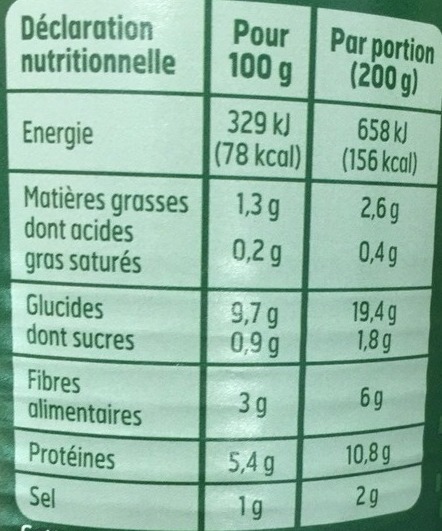 Déclaration nutritionnelle Pour 100 g Par portion (200 g)
Energie 329 kJ 658 kJ
(78 kcal) (156 kcal)
Matières grasses 1,3 g 2,6 g
dont acides
gras saturés 0,2 g 0,4 g
Glucides 9,7 g 19,4 g
dont sucres 0,9 g 1,8 g
Fibres
alimentaires 3 g 6 g
Protéines 5,4 g 10,8 g
Sel 1 g 2 g